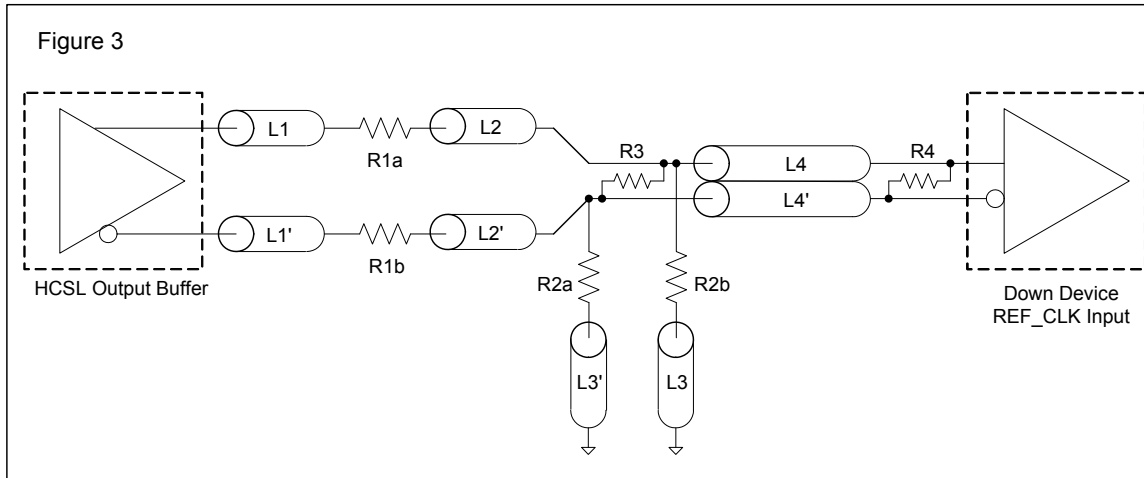 Figure 3
L1
R1a
L2
R3
L4
R4
L4'
L1'
R1b
L2'
HCSL Output Buffer
R2a
R2b
Down Device
REF_CLK Input
L3'
L3